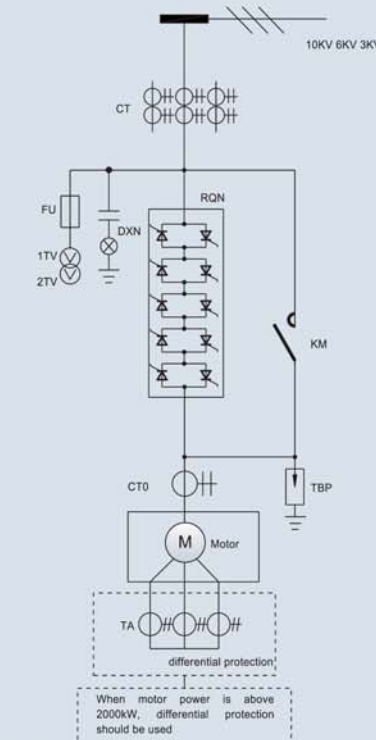 10KV 6KV 3KV
CT
RQN
FU
DXN
1TV
2TV
KM
CT0
TBP
M
Motor
TA
differential protection
When motor power is above
2000kW, differential protection
should be used